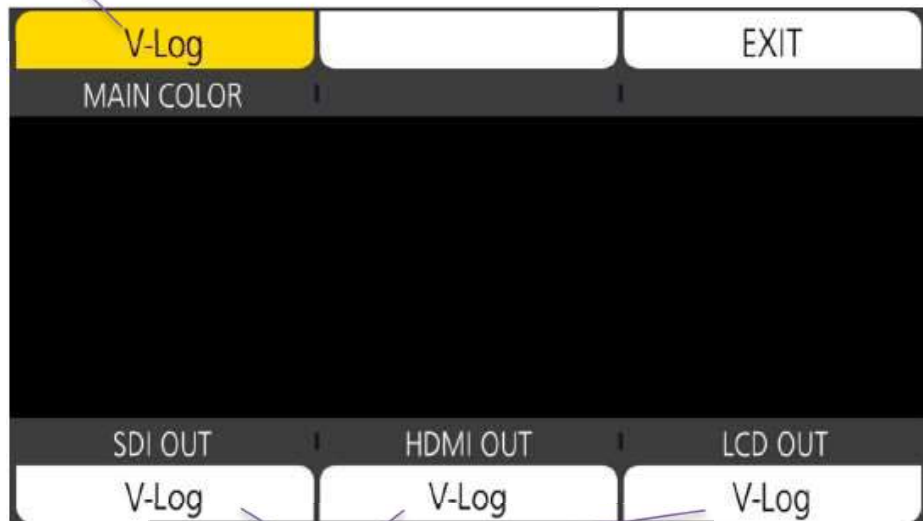 V-Log EXIT
MAIN COLOR
SDI OUT HDMI OUT LCD OUT
V-Log V-Log V-Log